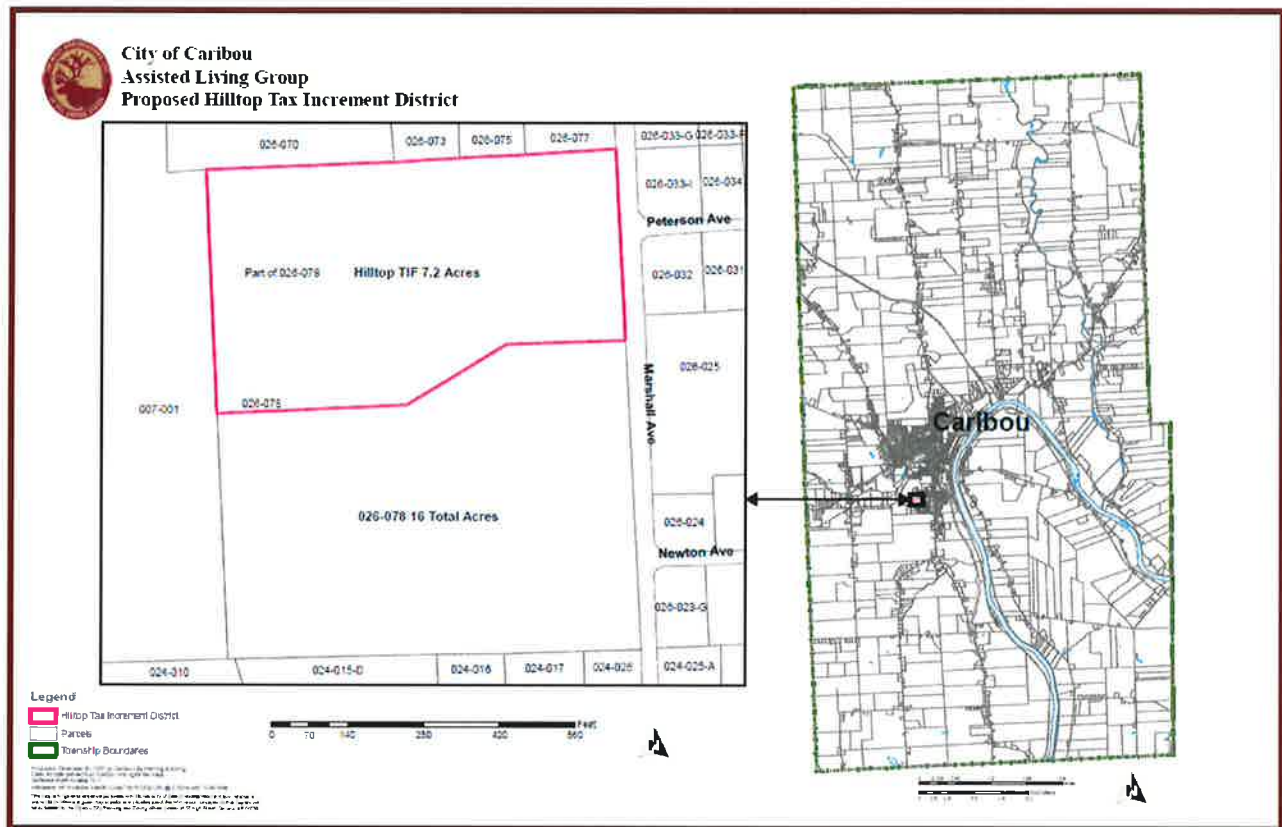 City of Caribou
Assisted Living Group
Proposed Hilltop Tax Increment District
026-070
026-073
026-075
026-077
026-033-G
026-033-F
026-033-I
026-034
Peterson Ave
Part of 026-078
Hilltop TIF 7.2 Acres
026-032
026-031
Marshall Ave
026-025
007-001
026-078
026-078 16 Total Acres
026-024
Newton Ave
026-023-G
024-010
024-015-D
024-016
024-017
024-026
024-025-A
Caribou
Legend
Hilltop Tax Increment District
Parcels
Township Boundaries
0 70 140 280 420 560
Feet
N
N